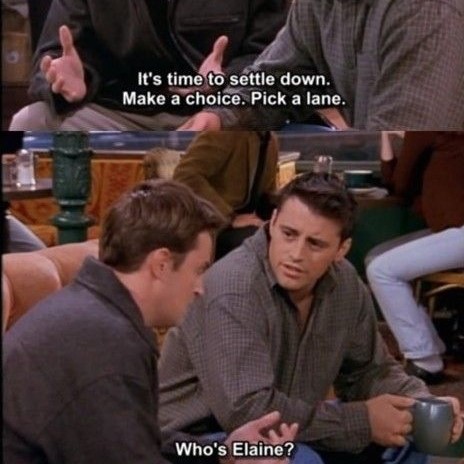 It's time to settle down.
Make a choice. Pick a lane.
Who's Elaine?